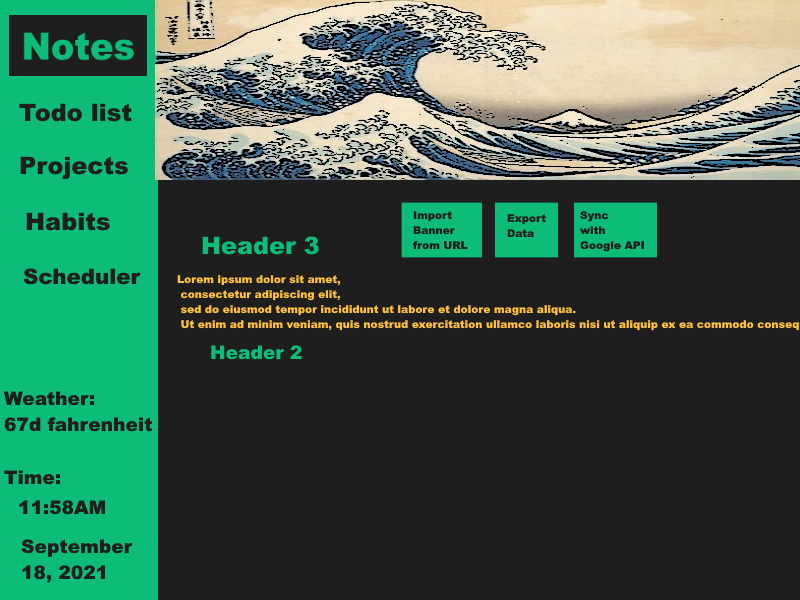 Notes
Todo list
Projects
Habits
Scheduler
Weather:
67d fahrenheit
Time:
11:58AM
September
18, 2021
Import
Banner
from URL
Export
Data
Sync
with
Google API
Header 3
Lorem ipsum dolor sit amet,
consectetur adipiscing elit,
sed do eiusmod tempor incididunt ut labore et dolore magna aliqua.
Ut enim ad minim veniam, quis nostrud exercitation ullamco laboris nisi ut aliquip ex ea commodo conseq
Header 2